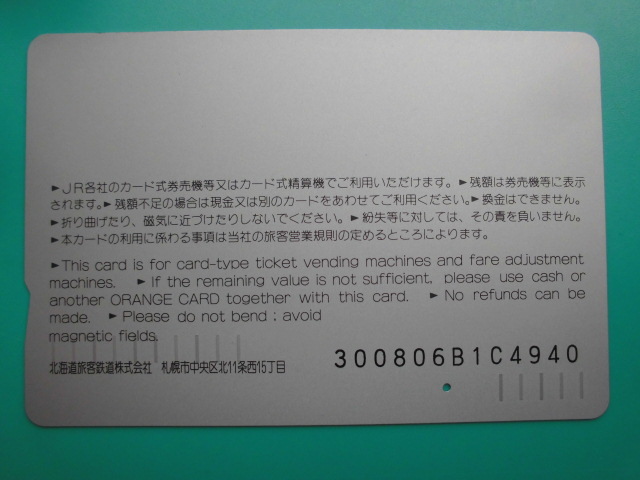 ►JR各社のカード式券売機等又はカード式精算機でご利用いただけます。►残額は券売機等に表示
されます。►残額不足の場合は現金又は別のカードをあわせてご利用ください。►換金はできません。
►折り曲げたり、磁気に近づけたりしないでください。►紛失等に対しては、その責を負いません。
►本カードの利用に係わる事項は当社の旅客営業規則の定めるところによります。
►This card is for card-type ticket vending machines and fare adjustment
machines. ►If the remaining value is not sufficient, please use cash or
another ORANGE CARD together with this card. ►No refunds can be
made. ►Please do not bend ; avoid
magnetic fields.
北海道旅客鉄道株式会社 札幌市中央区北11条西15丁目
300806B1C4940